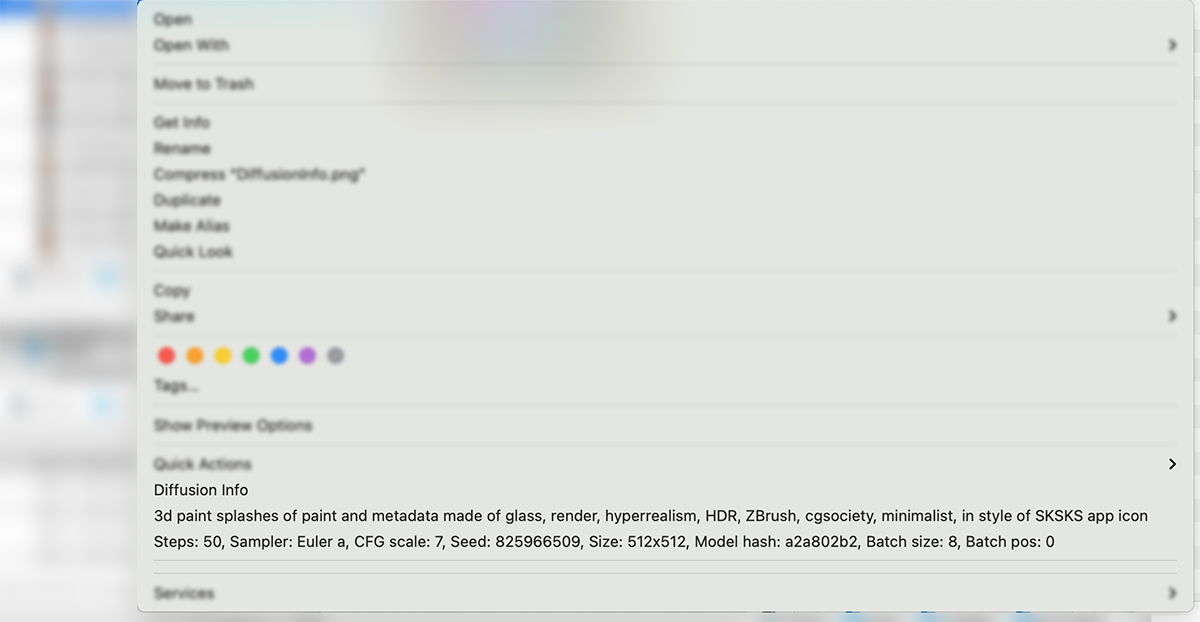 Open
Open With
Move to Trash
Get Info
Rename
Compress "DiffusionInfo.png"
Duplicate
Make Alias
Quick Look
Copy
Share
Tags...
Show Preview Options
Quick Actions
Diffusion Info
3d paint splashes of paint and metadata made of glass, render, hyperrealism, HDR, ZBrush, cgsociety, minimalist, in style of SKSKS app icon
Steps: 50, Sampler: Euler a, CFG scale: 7, Seed: 825966509, Size: 512x512, Model hash: a2a802b2, Batch size: 8, Batch pos: 0
Services